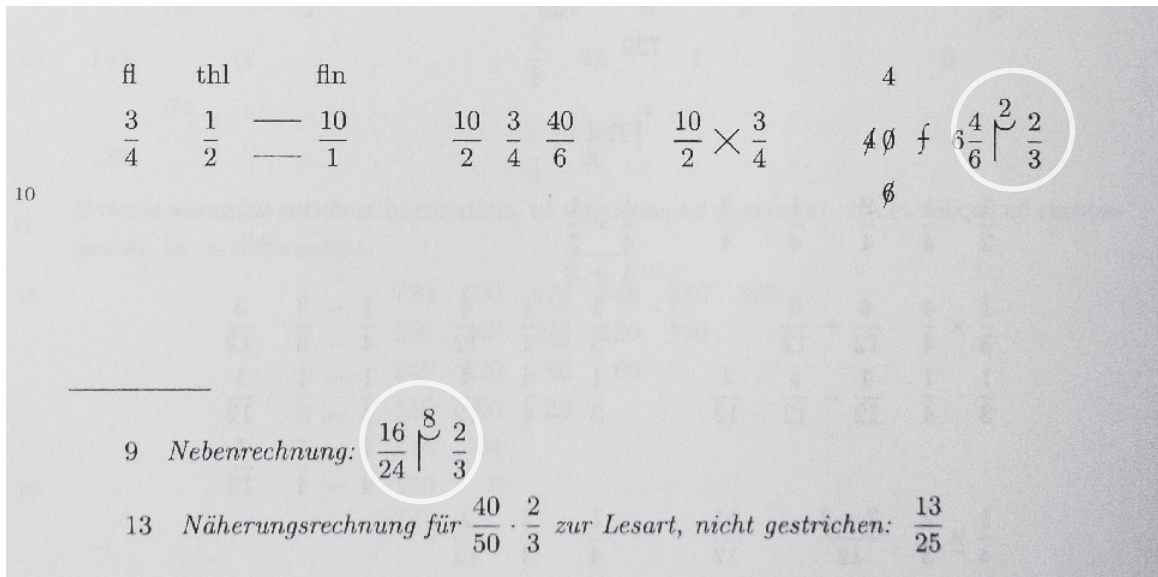 fl thl fln 4
3/4 1/2 — 10/1 10/2 3/4 40/6 10/2 × 3/4 40 f 6 4/6 2 2/3
10 6
9 Nebenrechnung: 16/24 8 2/3
13 Näherungsrechnung für 40/50 · 2/3 zur Lesart, nicht gestrichen: 13/25